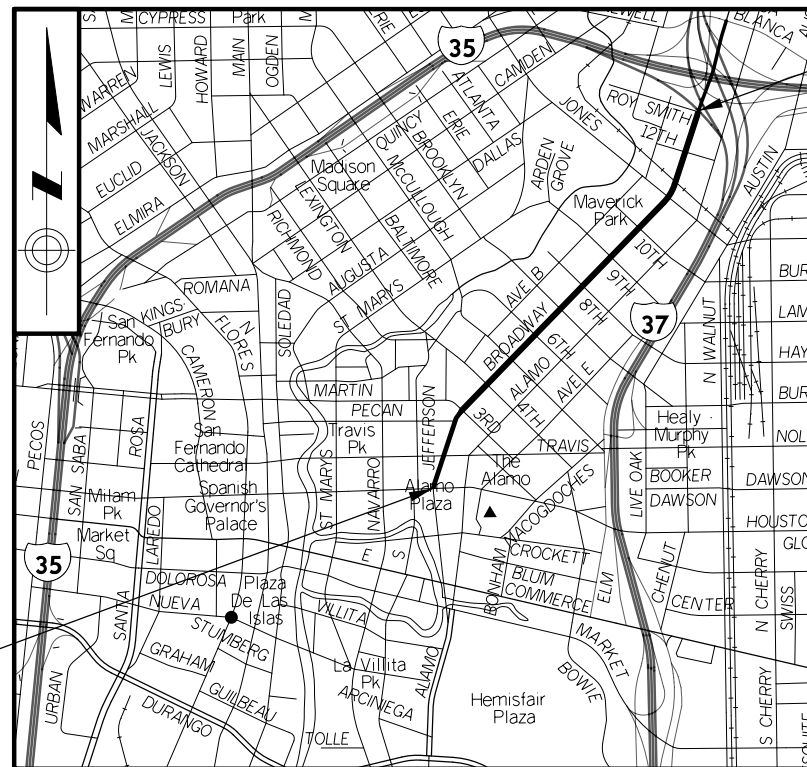 CYPRESS
Park
LEWIS
HOWARD
MAIN
OGDEN
35
CAMDEN
BLANCA
WARREN
MARSHALL
JACKSON
EUCLID
ELMIRA
ATLANTA
ERIE
DALLAS
QUINCY
BROOKLYN
McCULLOUGH
BALTIMORE
Madison
Square
LEXINGTON
RICHMOND
AUGUSTA
ST MARYS
JONES
ROY SMITH
12TH
ARDEN
GROVE
Maverick
Park
AUSTIN
10TH
9TH
8TH
6TH
4TH
3RD
AVE B
BROADWAY
ALAMO
AVE E
37
N WALNUT
BUR
LAM
HAY
BUR
NOL
ROMANA
KINGS-
BURY
San
Fernando
Pk
CAMERON
N
FLORES
SOLEDAD
MARTIN
PECAN
JEFFERSON
Travis
Pk
TRAVIS
Healy
Murphy
Pk
BOOKER
DAWSON
DAWSON
HOUSTO
GLO
PECOS
SAN SABA
ROSA
San
Fernando
Cathedral
Spanish
Governor's
Palace
Milam
Pk
Market
Sq
LAREDO
ST MARYS
NAVARRO
Alamo
Plaza
The
Alamo
NACOGDOCHES
LIVE OAK
CROCKETT
BLUM
COMMERCE
BONHAM
ELM
CHENUT
CENTER
N CHERRY
SWISS
35
DOLOROSA
NUEVA
SANTA
Plaza
De Las
Islas
E
S
VILLITA
STUMBERG
GRAHAM
GUILBEAU
DURANGO
URBAN
La Villita
Pk
ARCINIEGA
ALAMO
TOLLE
Hemisfair
Plaza
MARKET
BOWIE
S CHERRY